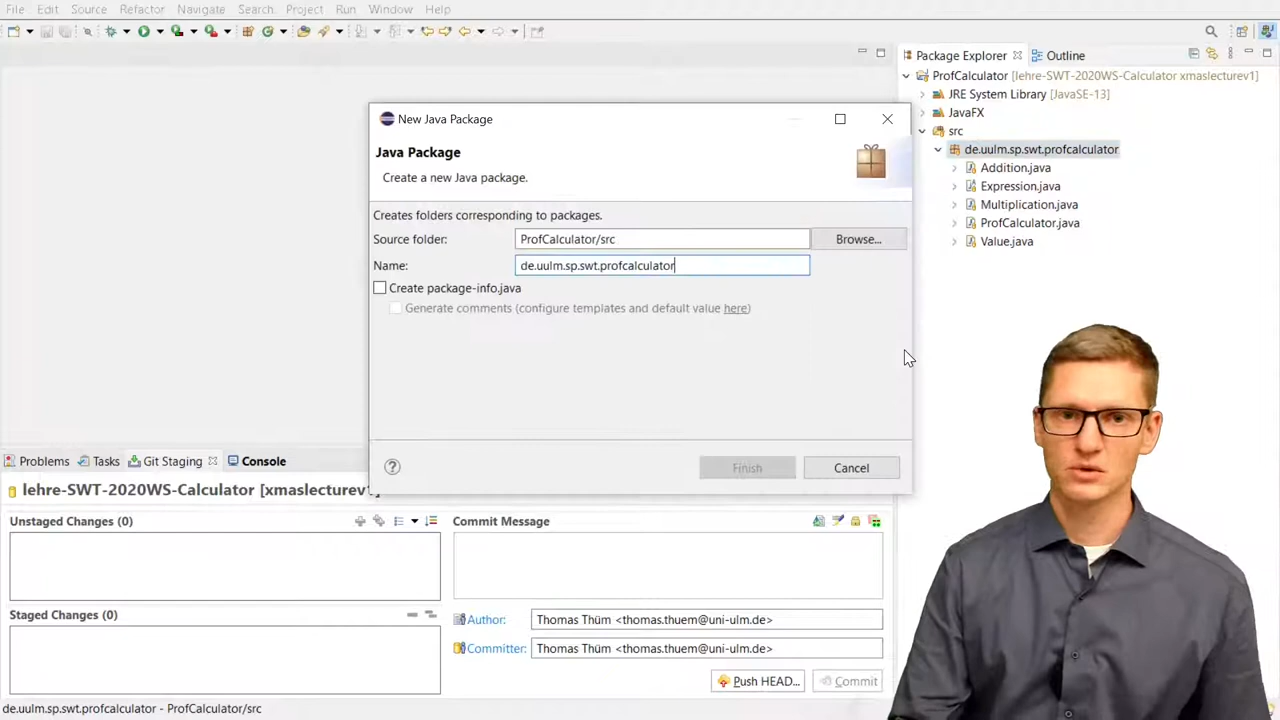 File Edit Source Refactor Navigate Search. Project Run Window Help
Package Explorer Outline
ProfCalculator [lehre-SWT-2020WS-Calculator xmaslecturev1]
JRE System Library [JavaSE-13]
JavaFX
src
de.uulm.sp.swt.profcalculator
Addition.java
Expression.java
Multiplication.java
ProfCalculator.java
Value.java
New Java Package
Java Package
Create a new Java package.
Creates folders corresponding to packages.
Source folder: ProfCalculator/src Browse...
Name: de.uulm.sp.swt.profcalculator
Create package-info.java
Generate comments (configure templates and default value here)
Finish Cancel
Problems Tasks Git Staging Console
lehre-SWT-2020WS-Calculator [xmaslecturev1]
Unstaged Changes (0)
Staged Changes (0)
Commit Message
Author: Thomas Thüm <thomas.thuem@uni-ulm.de>
Committer: Thomas Thüm <thomas.thuem@uni-ulm.de>
Push HEAD... Commit
de.uulm.sp.swt.profcalculator - ProfCalculator/src